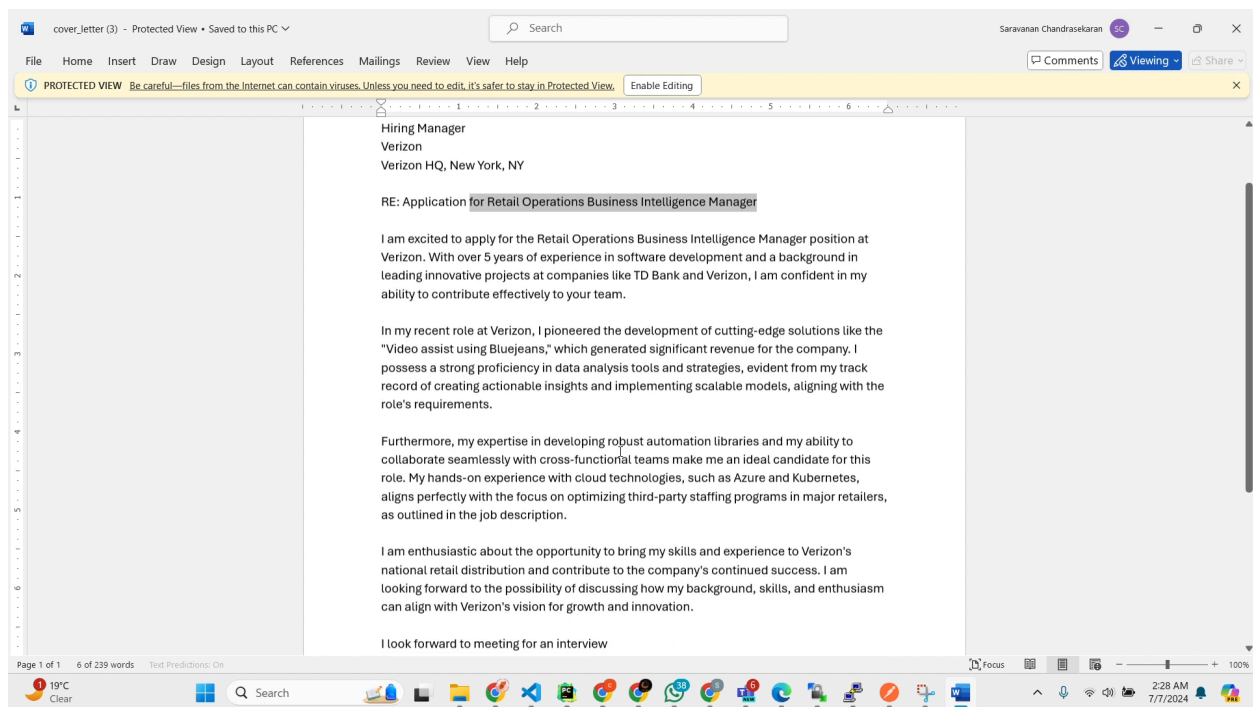 cover_letter (3) - Protected View • Saved to this PC
Search
Saravanan Chandrasekaran
SC
File Home Insert Draw Design Layout References Mailings Review View Help
Comments
Viewing
Share
PROTECTED VIEW Be careful—files from the Internet can contain viruses. Unless you need to edit, it's safer to stay in Protected View.
Enable Editing
1 2 3 4 5 6
Hiring Manager
Verizon
Verizon HQ, New York, NY
RE: Application for Retail Operations Business Intelligence Manager
I am excited to apply for the Retail Operations Business Intelligence Manager position at
Verizon. With over 5 years of experience in software development and a background in
leading innovative projects at companies like TD Bank and Verizon, I am confident in my
ability to contribute effectively to your team.
In my recent role at Verizon, I pioneered the development of cutting-edge solutions like the
"Video assist using Bluejeans," which generated significant revenue for the company. I
possess a strong proficiency in data analysis tools and strategies, evident from my track
record of creating actionable insights and implementing scalable models, aligning with the
role's requirements.
Furthermore, my expertise in developing robust automation libraries and my ability to
collaborate seamlessly with cross-functional teams make me an ideal candidate for this
role. My hands-on experience with cloud technologies, such as Azure and Kubernetes,
aligns perfectly with the focus on optimizing third-party staffing programs in major retailers,
as outlined in the job description.
I am enthusiastic about the opportunity to bring my skills and experience to Verizon's
national retail distribution and contribute to the company's continued success. I am
looking forward to the possibility of discussing how my background, skills, and enthusiasm
can align with Verizon's vision for growth and innovation.
I look forward to meeting for an interview
Page 1 of 1 6 of 239 words Text Predictions: On
Focus
100%
1
19°C
Clear
Search
38
6
NEW
2:28 AM
7/7/2024
PRE